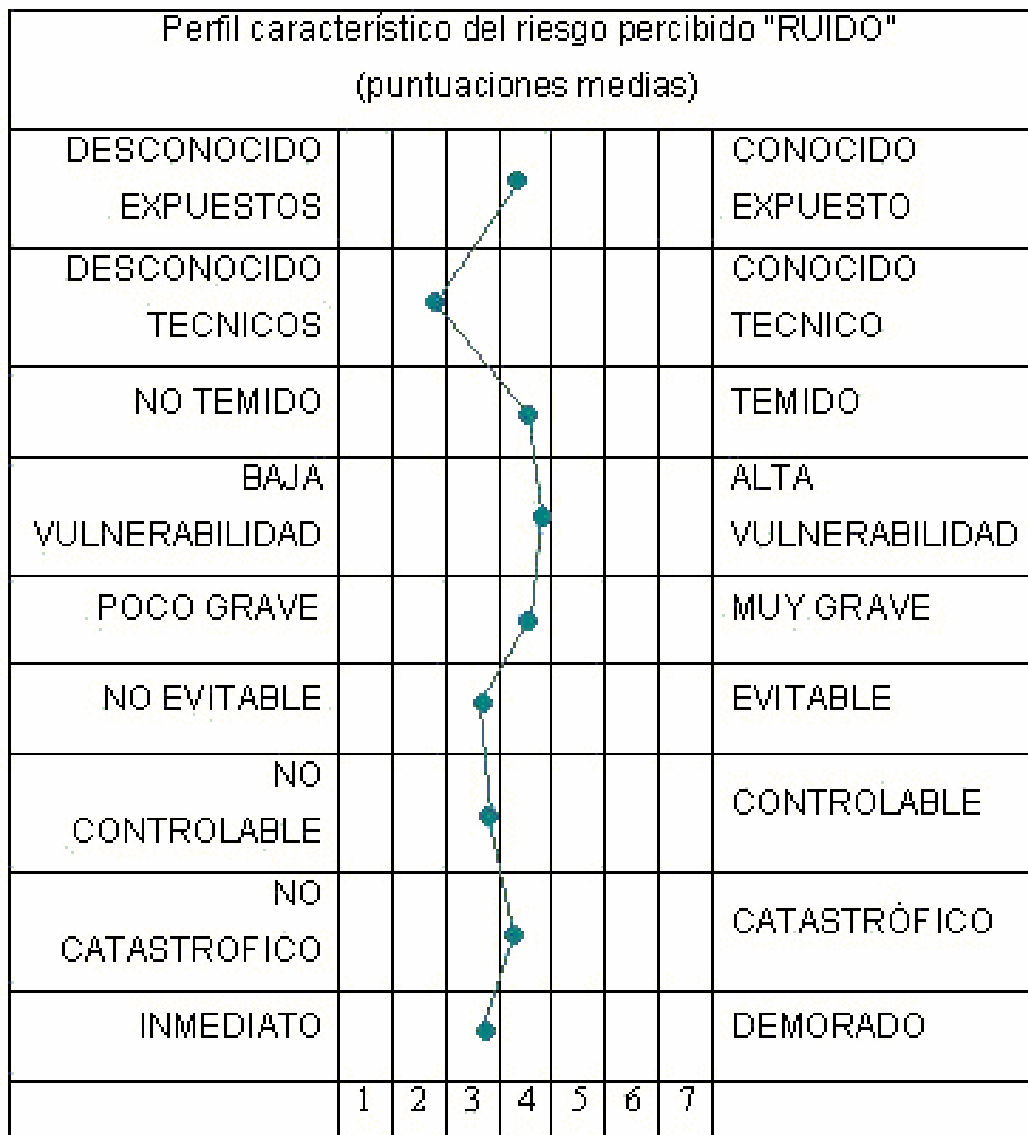 Perfil característico del riesgo percibido "RUIDO"
(puntuaciones medias)
DESCONOCIDO CONOCIDO
EXPUESTOS EXPUESTO
DESCONOCIDO CONOCIDO
TECNICOS TECNICO
NO TEMIDO TEMIDO
BAJA ALTA
VULNERABILIDAD VULNERABILIDAD
POCO GRAVE MUY GRAVE
NO EVITABLE EVITABLE
NO
CONTROLABLE CONTROLABLE
NO
CATASTROFICO CATASTRÓFICO
INMEDIATO DEMORADO
1 2 3 4 5 6 7